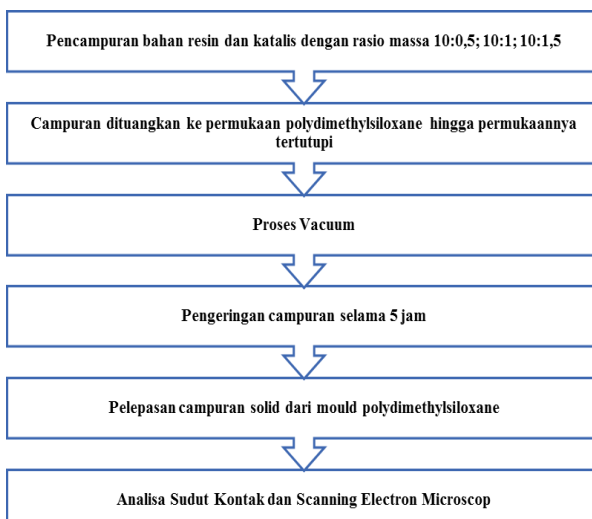 Pencampuran bahan resin dan katalis dengan rasio massa 10:0,5; 10:1; 10:1,5
Campuran dituangkan ke permukaan polydimethylsiloxane hingga permukaannya
tertutupi
Proses Vacuum
Pengeringan campuran selama 5 jam
Pelepasan campuran solid dari mould polydimethylsiloxane
Analisa Sudut Kontak dan Scanning Electron Microscop